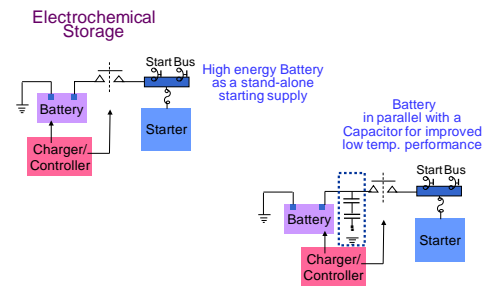 Electrochemical
Storage
Start Bus
High energy Battery
as a stand-alone
starting supply
Battery
Starter
Charger/
Controller
Battery
in parallel with a
Capacitor for improved
low temp. performance
Start Bus
Battery
Starter
Charger/
Controller